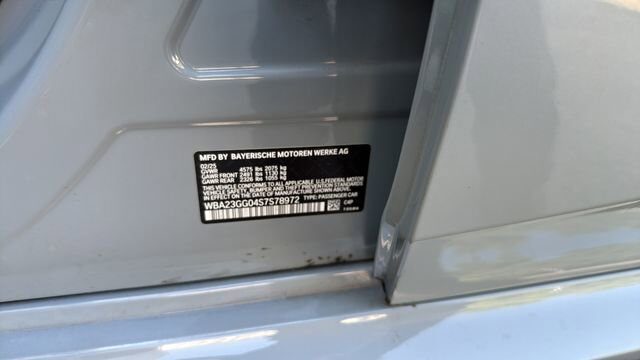 MFD BY BAYERISCHE MOTOREN WERKE AG
02/25
GVWR 4575 lbs 2075 kg
GAWR FRONT 2491 lbs 1130 kg
GAWR REAR 2326 lbs 1055 kg
THIS VEHICLE CONFORMS TO ALL APPLICABLE U.S. FEDERAL MOTOR
VEHICLE SAFETY, BUMPER AND THEFT PREVENTION STANDARDS
IN EFFECT ON THE DATE OF MANUFACTURE SHOWN ABOVE.
WBA23GG04S7S78972 TYPE: PASSENGER CAR
C4P